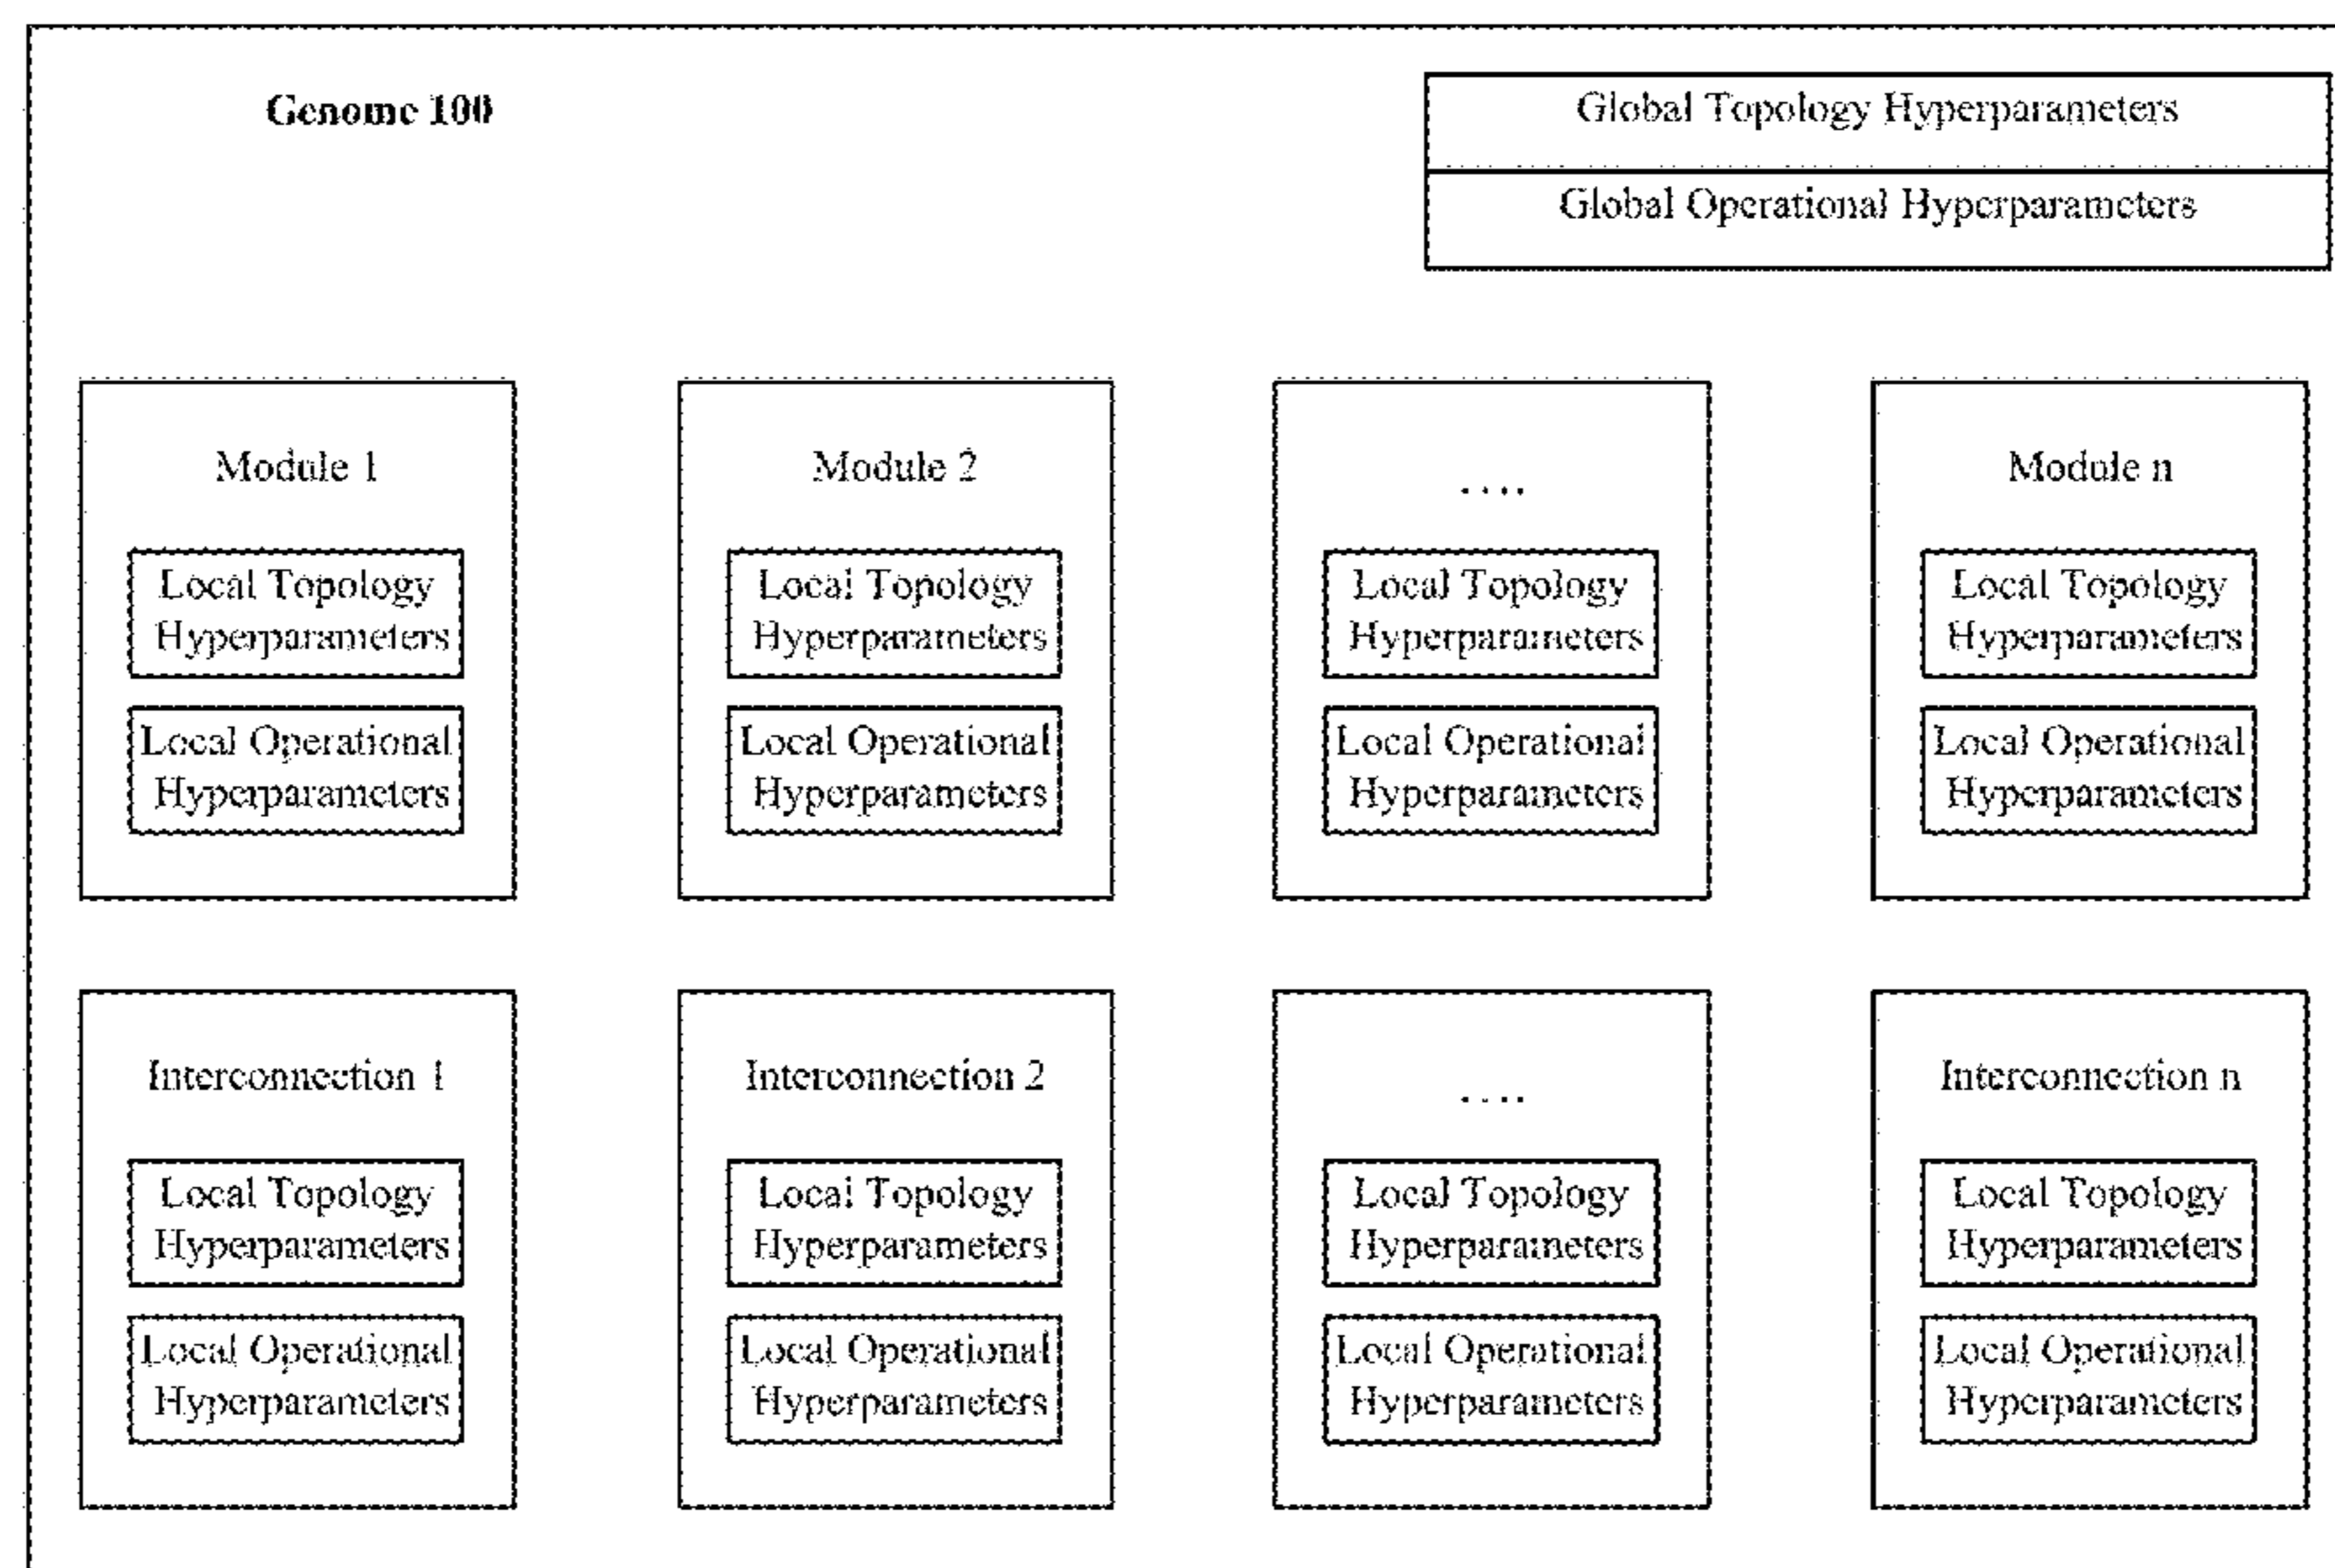 Genome 100
Global Topology Hyperparameters
Global Operational Hyperparameters
Module 1
Local Topology
Hyperparameters
Local Operational
Hyperparameters
Module 2
Local Topology
Hyperparameters
Local Operational
Hyperparameters
....
Local Topology
Hyperparameters
Local Operational
Hyperparameters
Module n
Local Topology
Hyperparameters
Local Operational
Hyperparameters
Interconnection 1
Local Topology
Hyperparameters
Local Operational
Hyperparameters
Interconnection 2
Local Topology
Hyperparameters
Local Operational
Hyperparameters
....
Local Topology
Hyperparameters
Local Operational
Hyperparameters
Interconnection n
Local Topology
Hyperparameters
Local Operational
Hyperparameters